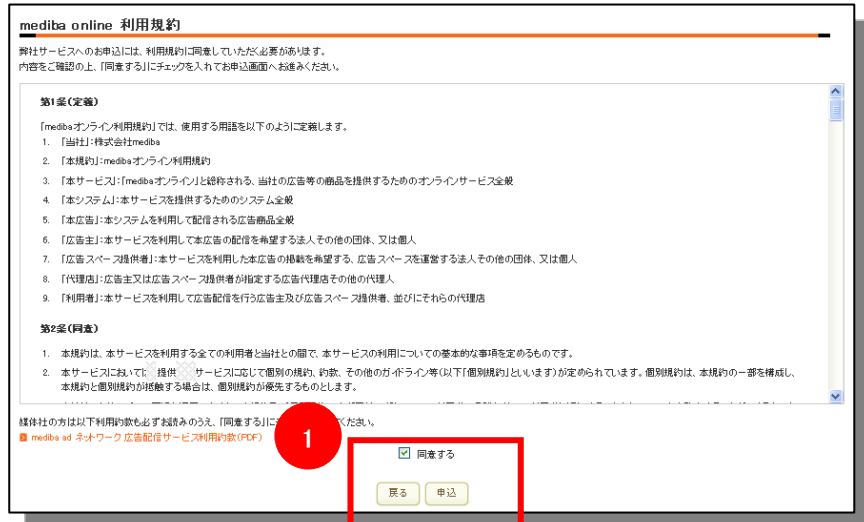 mediba online 利用規約
弊社サービスへのお申込には、利用規約に同意していただく必要があります。
内容をご確認の上、「同意する」にチェックを入れてお申込画面へお進みください。
第1条(定義)
「medibaオンライン利用規約」では、使用する用語を以下のように定義します。
1. 「当社」:株式会社mediba
2. 「本規約」:medibaオンライン利用規約
3. 「本サービス」:「medibaオンライン」と総称される、当社の広告等の商品を提供するためのオンラインサービス全般
4. 「本システム」:本サービスを提供するためのシステム全般
5. 「本広告」:本システムを利用して配信される広告商品全般
6. 「広告主」:本サービスを利用して本広告の配信を希望する法人その他の団体、又は個人
7. 「広告スペース提供者」:本サービスを利用した本広告の掲載を希望する、広告スペースを運営する法人その他の団体、又は個人
8. 「代理店」:広告主又は広告スペース提供者が指定する広告代理店その他の代理人
9. 「利用者」:本サービスを利用して広告配信を行う広告主及び広告スペース提供者、並びにそれらの代理店
第2条(同意)
1. 本規約は、本サービスを利用する全ての利用者と当社との間で、本サービスの利用についての基本的な事項を定めるものです。
2. 本サービスにおいて 提供 サービスに応じて個別の規約、約款、その他のガイドライン等(以下「個別規約」といいます)が定められています。個別規約は、本規約の一部を構成し、
本規約と個別規約が抵触する場合は、個別規約が優先するものとします。
媒体社の方は以下利用約款も必ずお読みのうえ、「同意する」に ください。
mediba ad ネットワーク 広告配信サービス利用約款(PDF)
1
同意する
戻る 申込